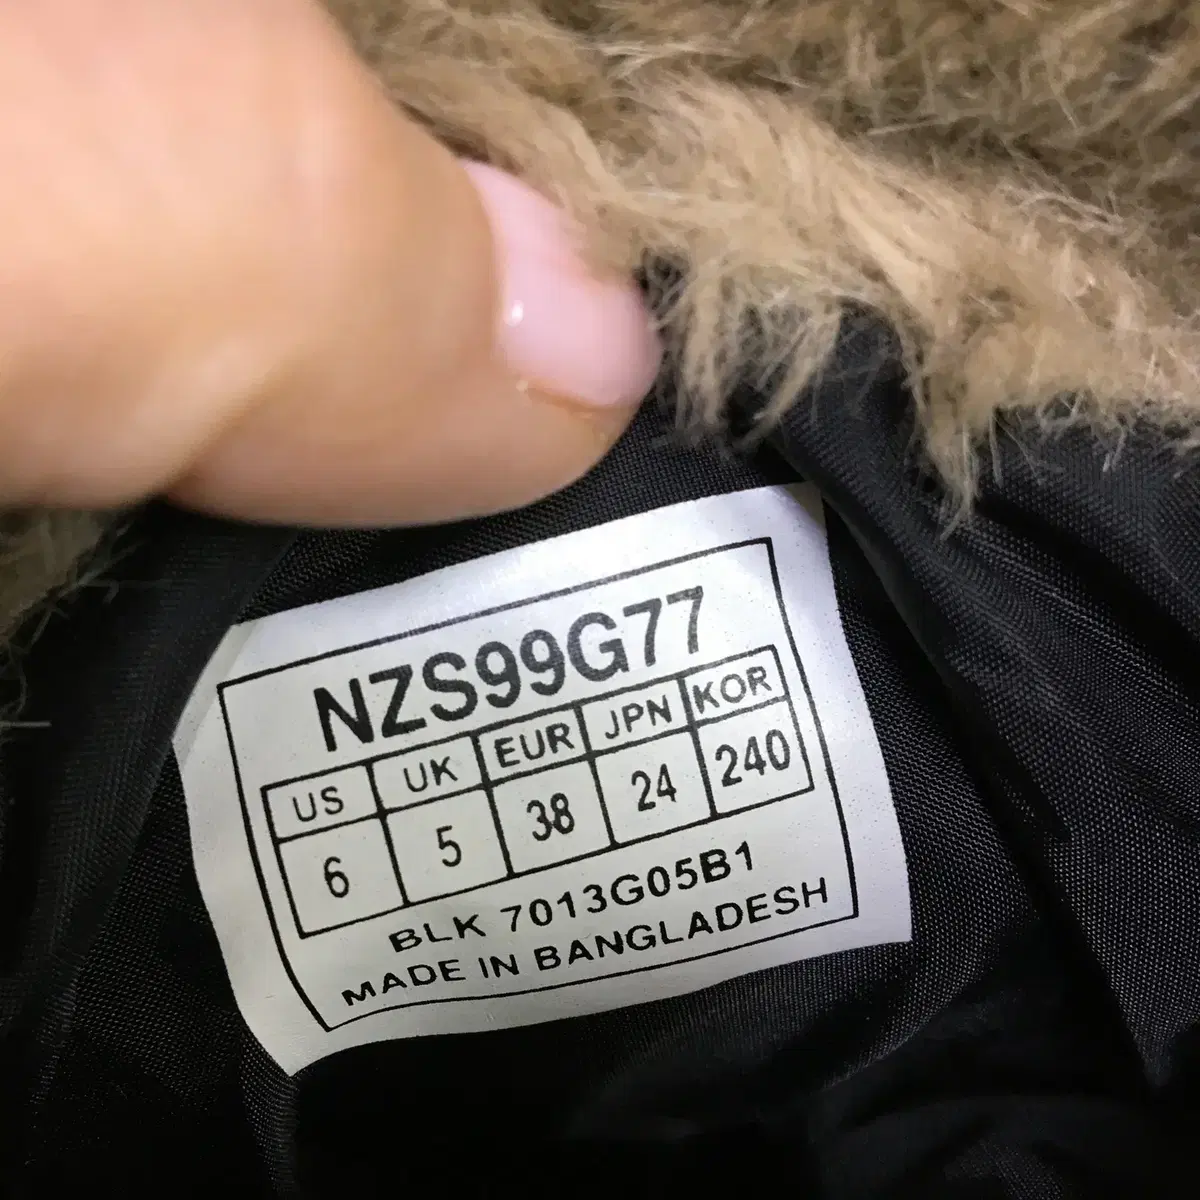 NZS99G77
US UK EUR JPN KOR
6 5 38 24 240
BLK 7013G05B1
MADE IN BANGLADESH